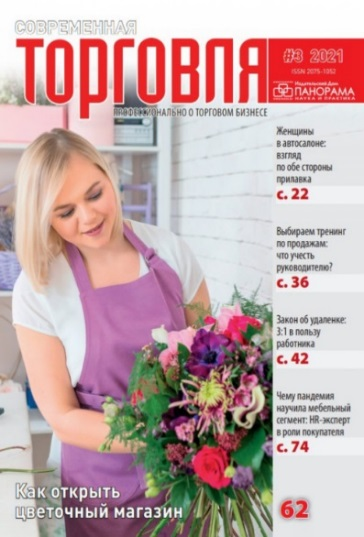 СОВРЕМЕННАЯ
ТОРГОВЛЯ
ПРОФЕССИОНАЛЬНО О ТОРГОВОМ БИЗНЕСЕ
#3 2021
ISSN 2075-1052
Издательский Дом
ПАНОРАМА
НАУКА И ПРАКТИКА
Женщины
в автосалоне:
взгляд
по обе стороны
прилавка
с. 22
Выбираем тренинг
по продажам:
что учесть
руководителю?
с. 36
Закон об удаленке:
3:1 в пользу
работника
с. 42
Чему пандемия
научила мебельный
сегмент: HR-эксперт
в роли покупателя
с. 74
Как открыть
цветочный магазин
62